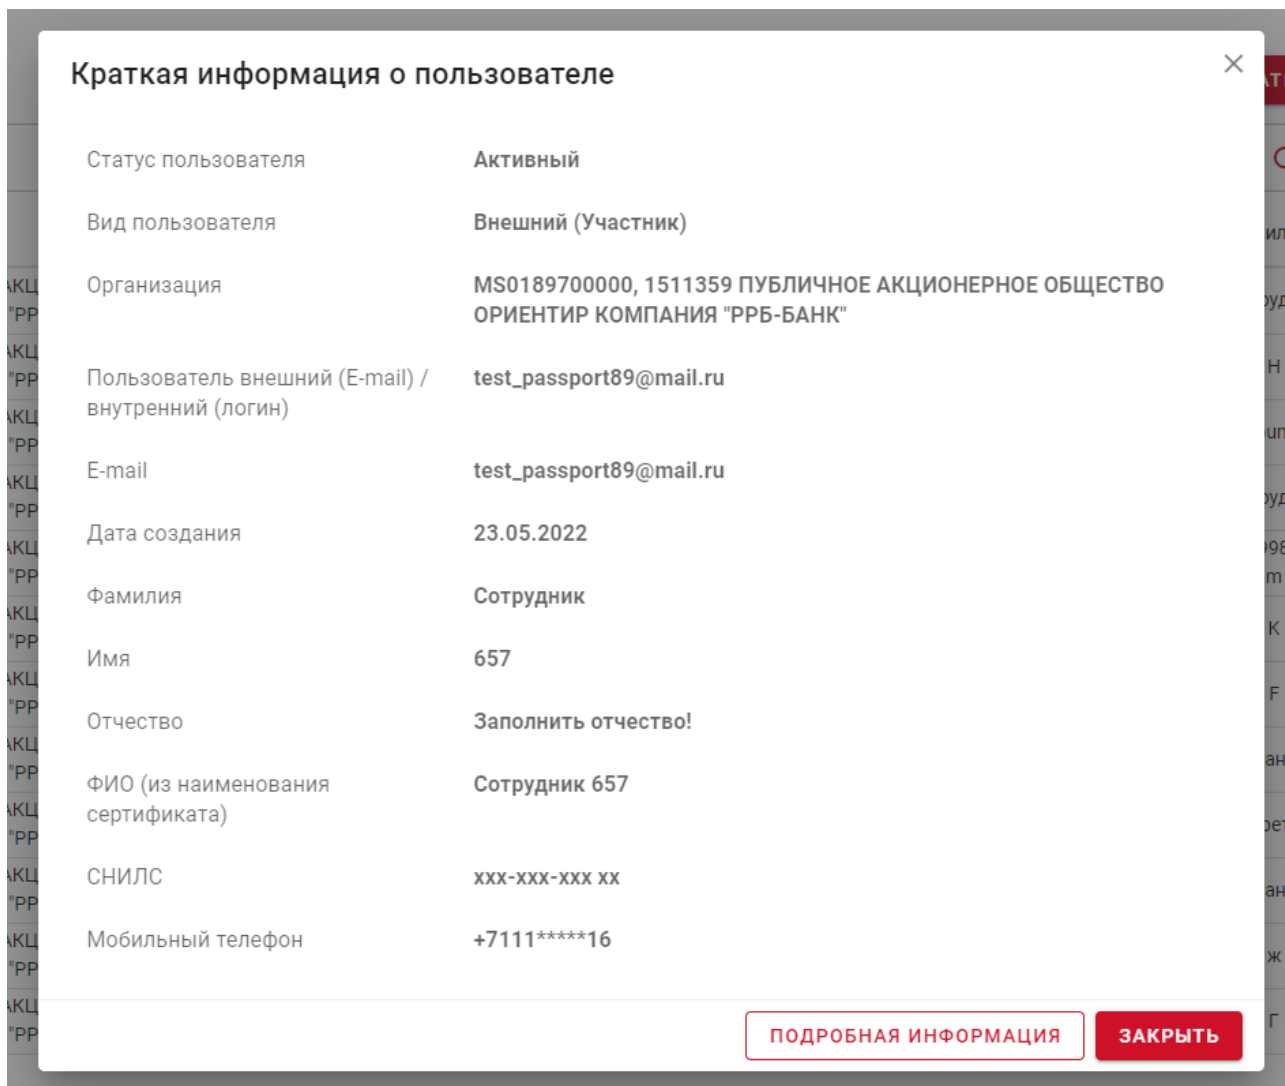 Краткая информация о пользователе
Статус пользователя Активный
Вид пользователя Внешний (Участник)
Организация MS0189700000, 1511359 ПУБЛИЧНОЕ АКЦИОНЕРНОЕ ОБЩЕСТВО
ОРИЕНТИР КОМПАНИЯ "РРБ-БАНК"
Пользователь внешний (E-mail) / test_passport89@mail.ru
внутренний (логин)
E-mail test_passport89@mail.ru
Дата создания 23.05.2022
Фамилия Сотрудник
Имя 657
Отчество Заполнить отчество!
ФИО (из наименования Сотрудник 657
сертификата)
СНИЛС xxx-xxx-xxx xx
Мобильный телефон +7111*****16
ПОДРОБНАЯ ИНФОРМАЦИЯ ЗАКРЫТЬ